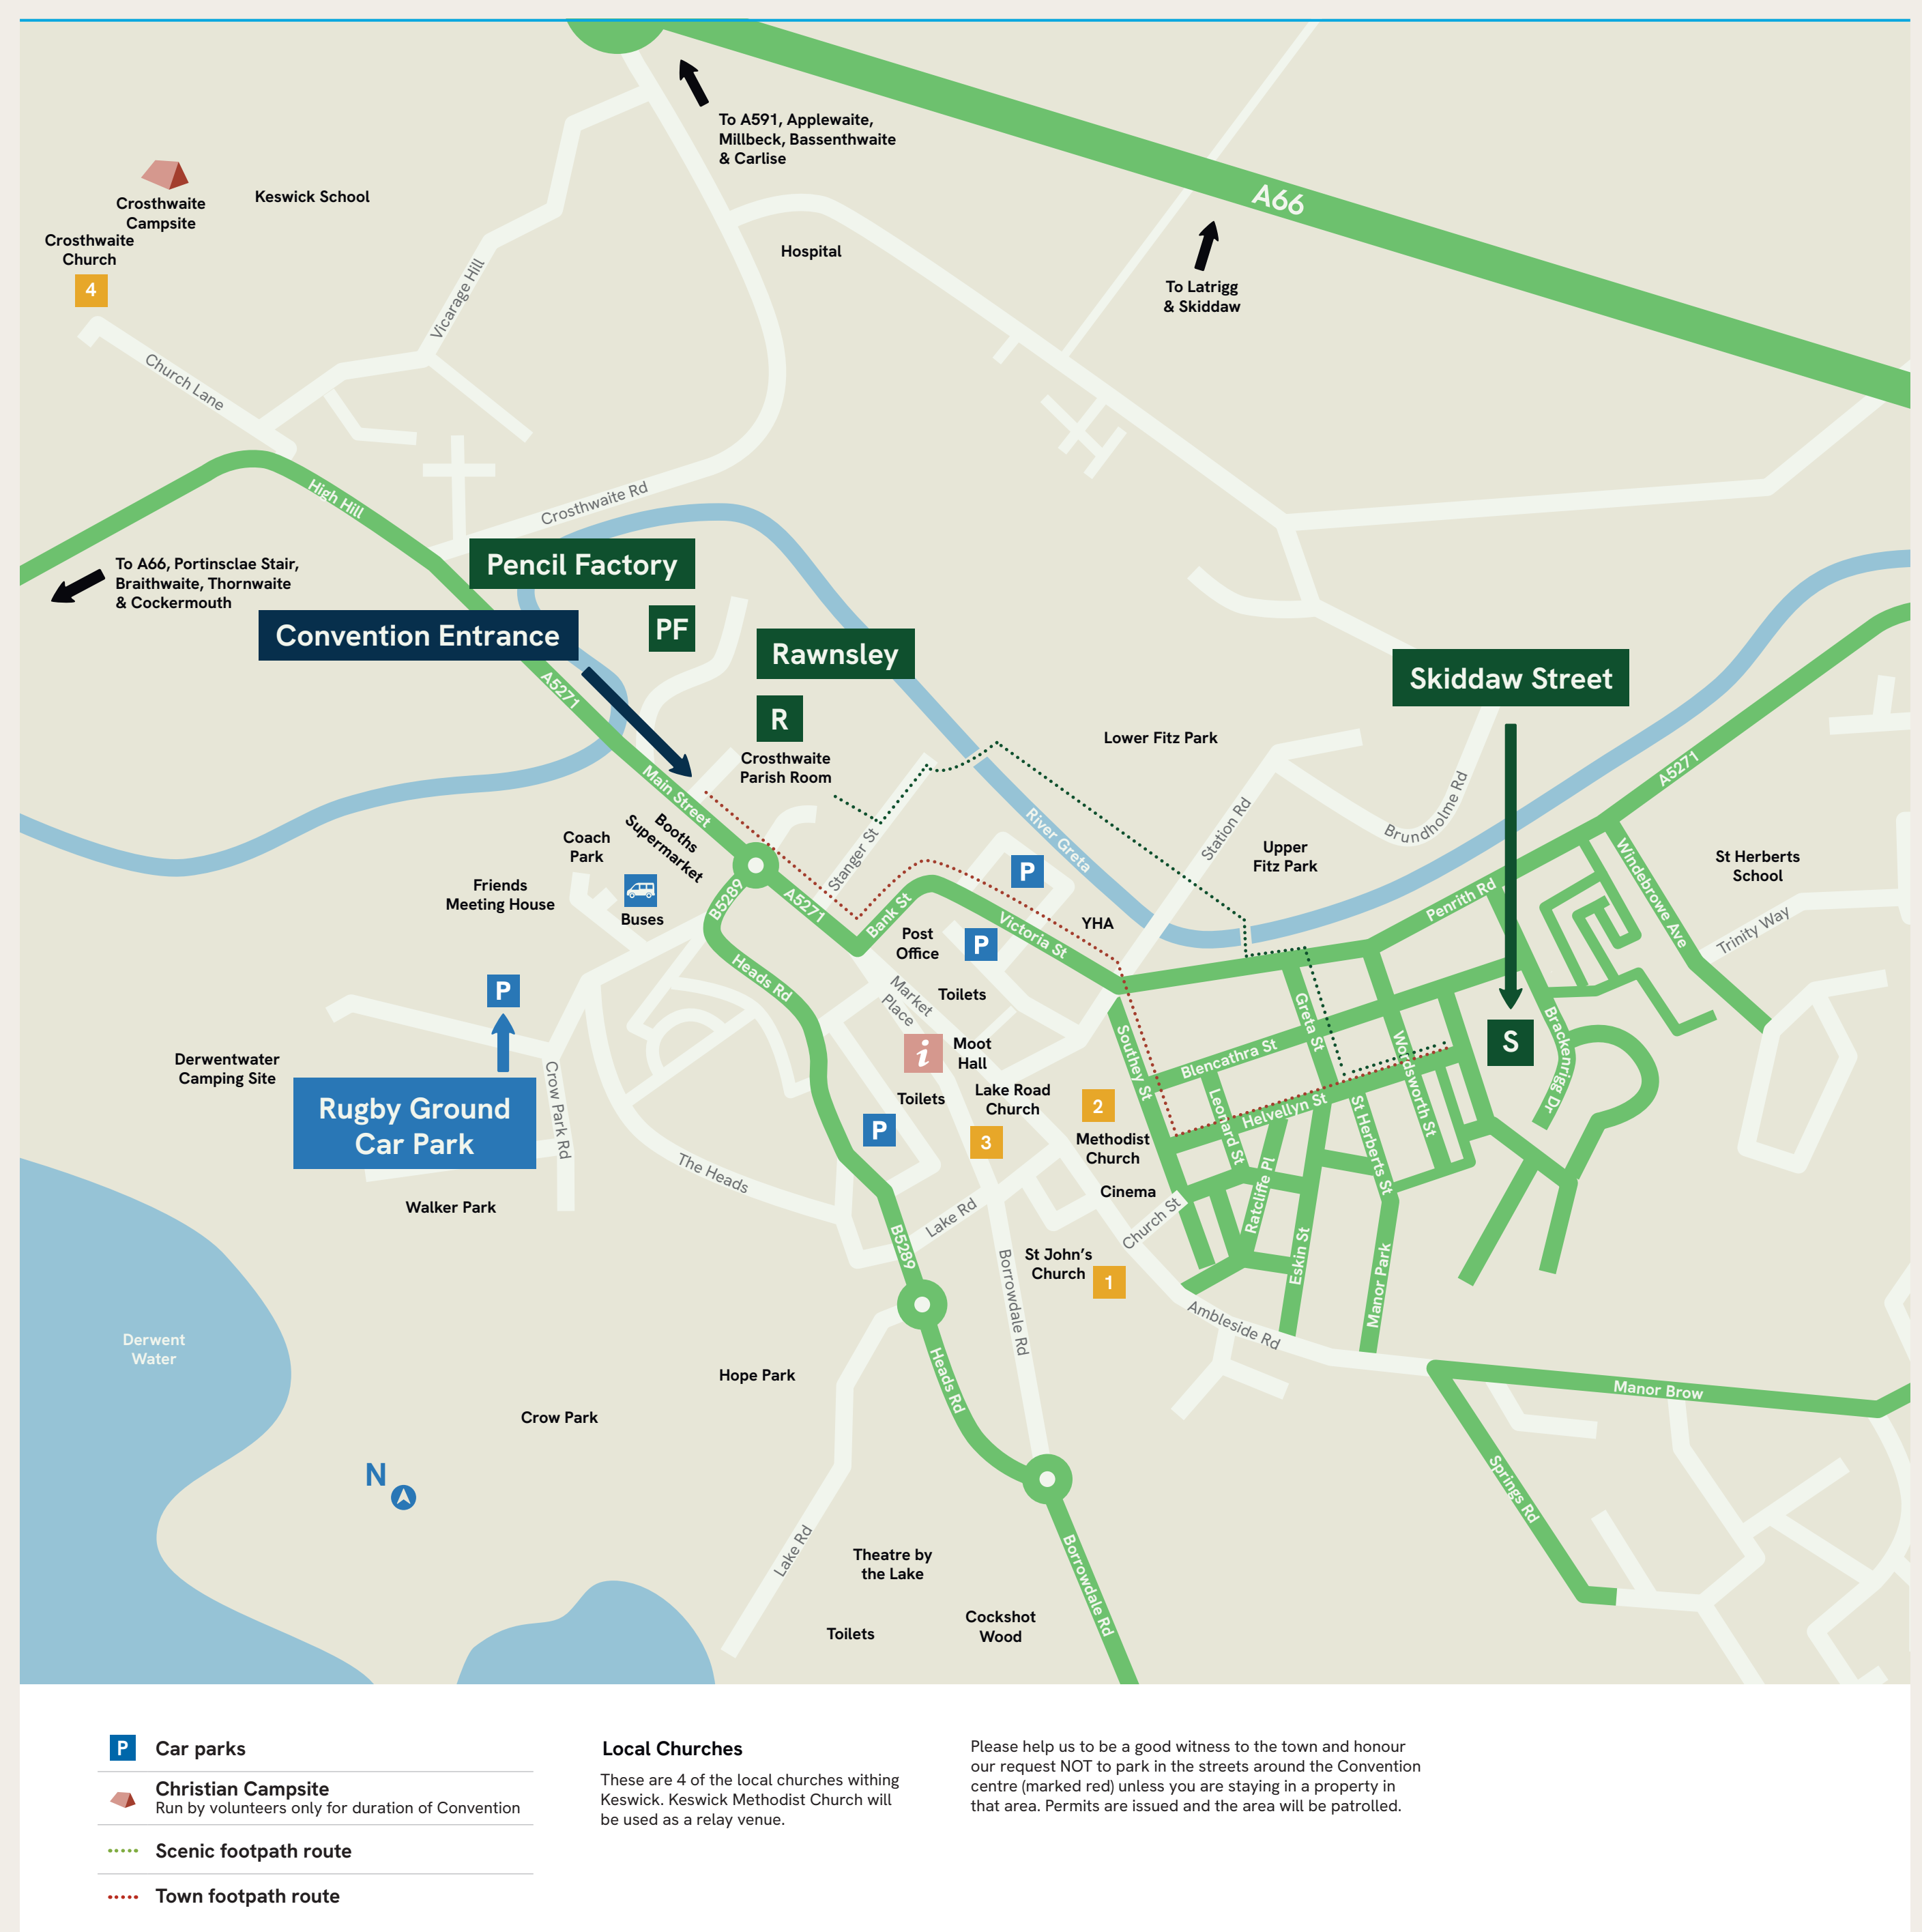 To A591, Applewaite,
Millbeck, Bassenthwaite
& Carlise
A66
Crosthwaite
Campsite
Keswick School
Crosthwaite
Church
4
Hospital
To Latrigg
& Skiddaw
Vicarage Hill
Church Lane
High Hill
Crosthwaite Rd
To A66, Portinsclae Stair,
Braithwaite, Thornwaite
& Cockermouth
Pencil Factory
PF
Convention Entrance
Rawnsley
R
Crosthwaite
Parish Room
Skiddaw Street
A5271
Main Street
Lower Fitz Park
A5271
Booths
Supermarket
Coach
Park
Stanger St
River Greta
Station Rd
Brundholme Rd
Upper
Fitz Park
Windebrowe Ave
St Herberts
School
P
Friends
Meeting House
Buses
B5289
A5271
Bank St
Penrith Rd
Trinity Way
Victoria St
YHA
Post
Office
P
Heads Rd
P
Market
Place
Toilets
Greta St
Southey St
Wordsworth St
Brackenrigg Dr
S
Moot
Hall
i
Blencathra St
Derwentwater
Camping Site
Crow Park Rd
Rugby Ground
Car Park
Toilets
Lake Road
Church
2
P
3
Methodist
Church
Leonard St
Helvellyn St
St Herberts St
The Heads
Walker Park
Cinema
Ratcliffe Pl
Lake Rd
Church St
B5289
Borrowdale Rd
St John’s
Church
1
Eskin St
Manor Park
Ambleside Rd
Derwent
Water
Hope Park
Heads Rd
Manor Brow
Crow Park
N
Springs Rd
Lake Rd
Theatre by
the Lake
Borrowdale Rd
Cockshot
Wood
Toilets
P
Car parks
Christian Campsite
Run by volunteers only for duration of Convention
Scenic footpath route
Town footpath route
Local Churches
These are 4 of the local churches withing
Keswick. Keswick Methodist Church will
be used as a relay venue.
Please help us to be a good witness to the town and honour
our request NOT to park in the streets around the Convention
centre (marked red) unless you are staying in a property in
that area. Permits are issued and the area will be patrolled.